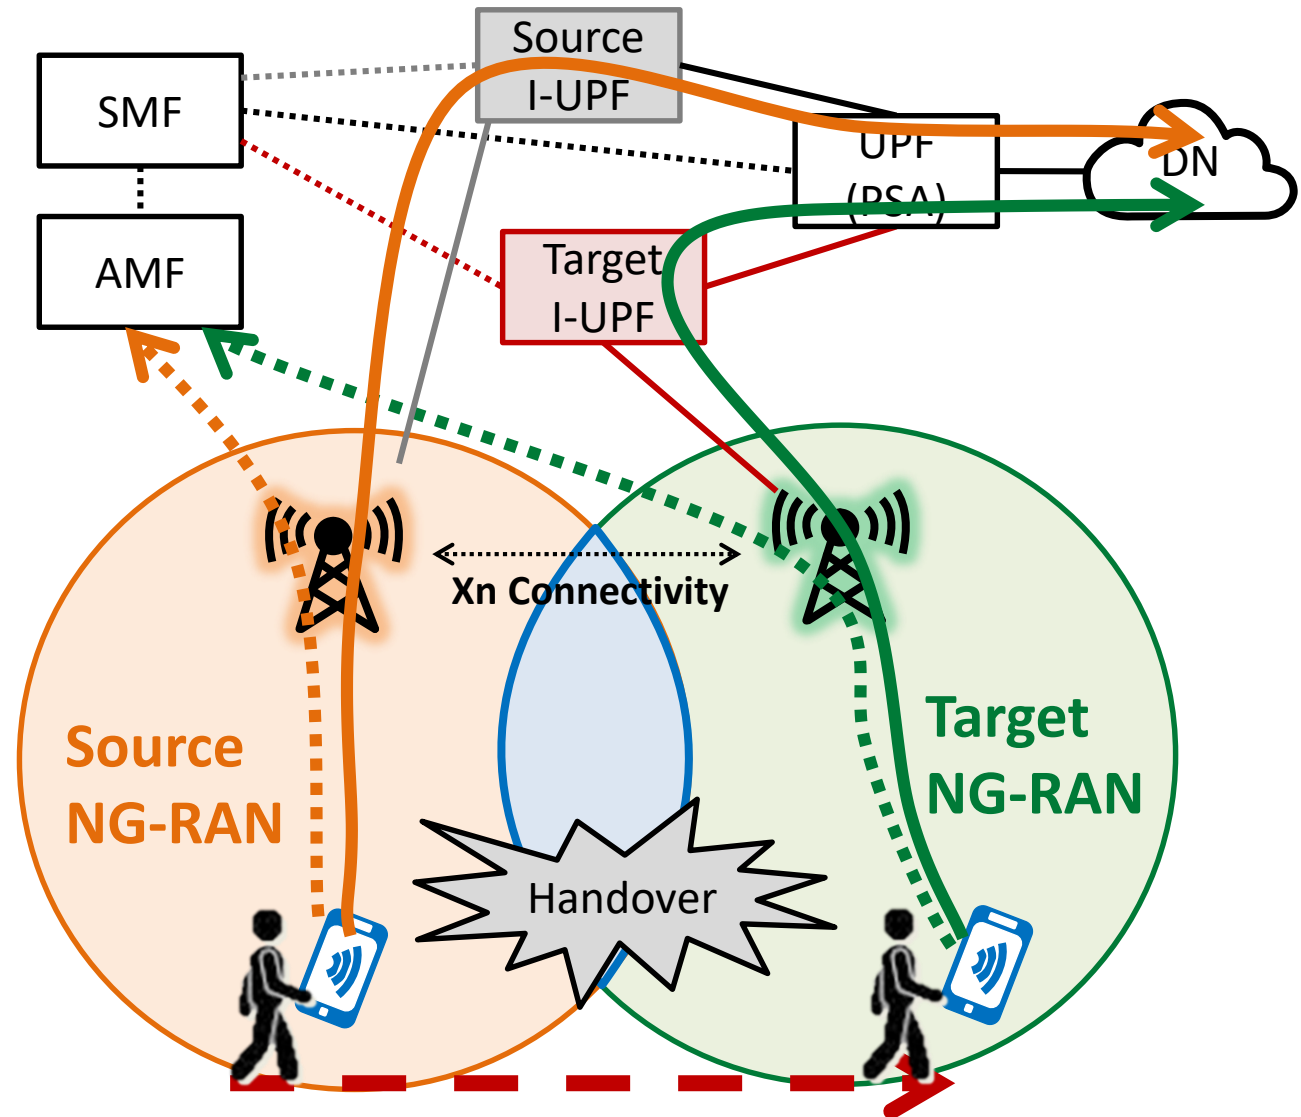 Source
I-UPF
SMF
UPF
(PSA)
DN
AMF
Target
I-UPF
Xn Connectivity
Source
NG-RAN
Target
NG-RAN
Handover